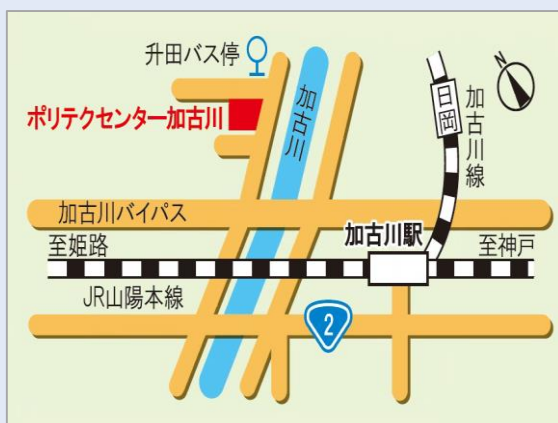 升田バス停
N
ポリテクセンター加古川
加古川
日岡
加古川線
加古川バイパス
至姫路
加古川駅
至神戸
JR山陽本線
2